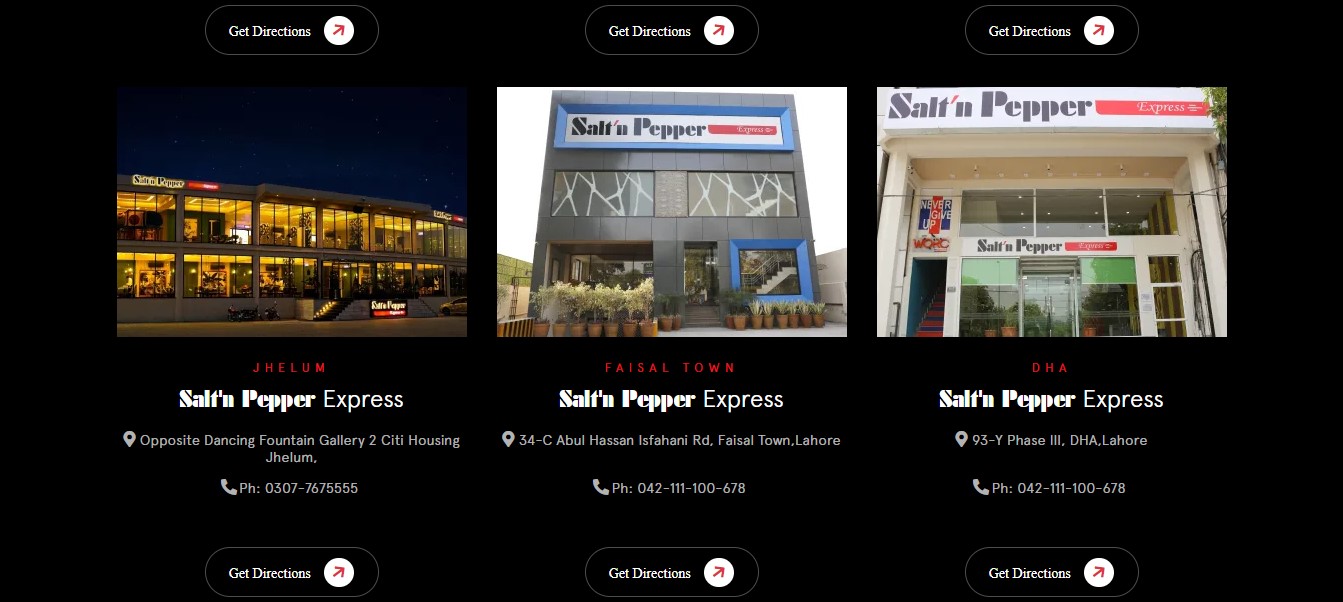 Get Directions
Get Directions
Get Directions
Salt'n Pepper
Salt'n Pepper Express
Salt'n Pepper Express
Salt'n Pepper
Express
NEVER
GIVE
UP
WORC
Salt'n Pepper Express
JHELUM
FAISAL TOWN
DHA
Salt'n Pepper Express
Salt'n Pepper Express
Salt'n Pepper Express
Opposite Dancing Fountain Gallery 2 Citi Housing
Jhelum,
34-C Abul Hassan Isfahani Rd, Faisal Town,Lahore
93-Y Phase III, DHA,Lahore
Ph: 0307-7675555
Ph: 042-111-100-678
Ph: 042-111-100-678
Get Directions
Get Directions
Get Directions